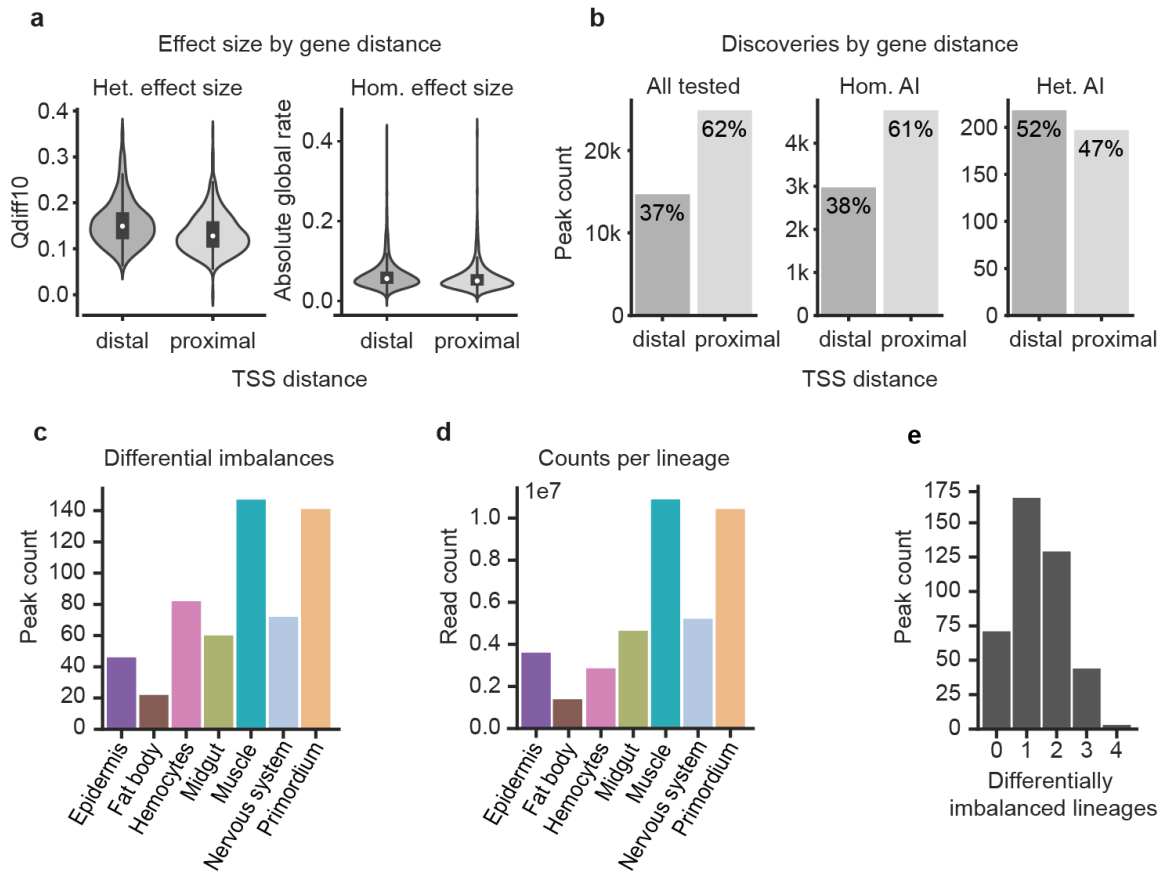 a
Effect size by gene distance
Het. effect size
Hom. effect size
Qdiff10
0.4
0.3
0.2
0.1
0.0
distal
proximal
Absolute global rate
0.4
0.2
0.0
distal
proximal
TSS distance
b
Discoveries by gene distance
All tested
Hom. AI
Het. AI
Peak count
20k
10k
0
37%
62%
distal
proximal
4k
3k
2k
1k
0
38%
61%
distal
proximal
200
150
100
50
0
52%
47%
distal
proximal
TSS distance
c
Differential imbalances
Peak count
140
120
100
80
60
40
20
0
Epidermis
Fat body
Hemocytes
Midgut
Muscle
Nervous system
Primordium
d
Counts per lineage
1e7
Read count
1.0
0.8
0.6
0.4
0.2
0.0
Epidermis
Fat body
Hemocytes
Midgut
Muscle
Nervous system
Primordium
e
Peak count
175
150
125
100
75
50
25
0
0 1 2 3 4
Differentially
imbalanced lineages